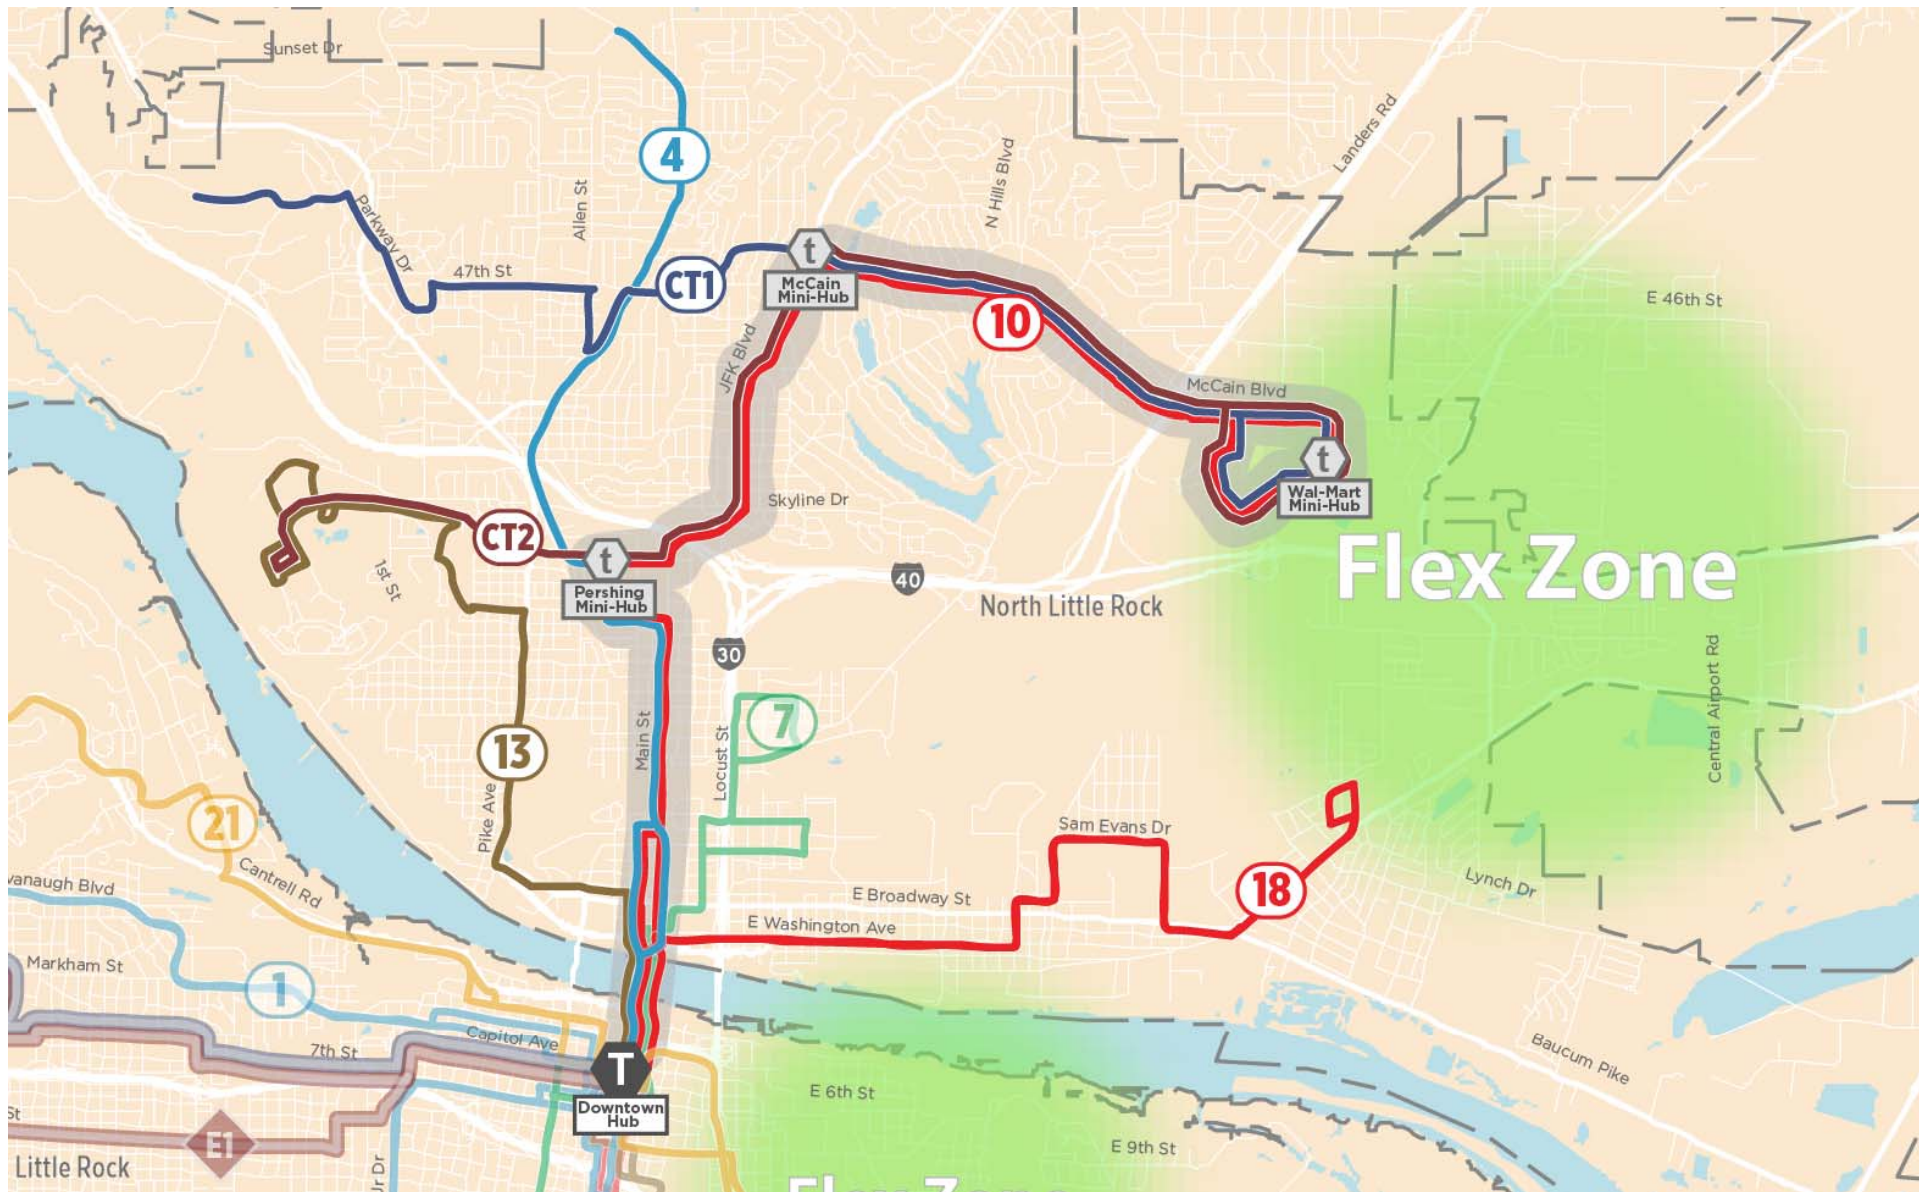 Sunset Dr
4
Landers Rd
N Hills Blvd
Allen St
Parkway Dr
47th St
CT1
t
McCain
Mini-Hub
10
E 46th St
JFK Blvd
McCain Blvd
t
Wal-Mart
Mini-Hub
Skyline Dr
CT2
t
Pershing
Mini-Hub
1st St
40
North Little Rock
Flex Zone
30
Central Airport Rd
Main St
Locust St
7
13
Pike Ave
21
Cantrell Rd
vanaugh Blvd
Sam Evans Dr
18
Lynch Dr
E Broadway St
E Washington Ave
Markham St
1
Capitol Ave
7th St
T
Downtown
Hub
E 6th St
Baucum Pike
St
E1
E 9th St
Little Rock
Jr Dr
Flex Zone